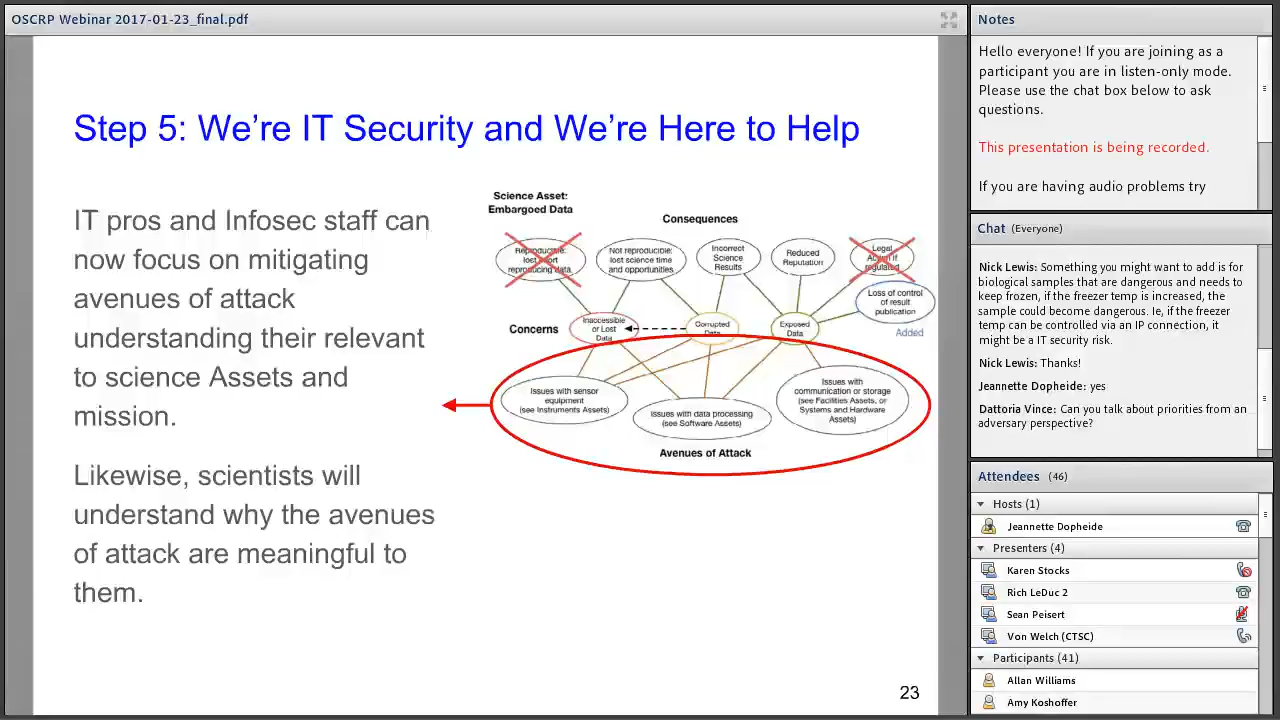 OSCRP Webinar 2017-01-23_final.pdf
Step 5: We're IT Security and We're Here to Help
IT pros and Infosec staff can
now focus on mitigating
avenues of attack
understanding their relevant
to science Assets and
mission.
Likewise, scientists will
understand why the avenues
of attack are meaningful to
them.
Science Asset:
Embargoed Data
Consequences
Reproducible:
lost effort
reproducing data
Not reproducible:
lost science time
and opportunities
Incorrect
Science
Results
Reduced
Reputation
Legal
Action if
regulated
Loss of control
of result
publication
Added
Concerns
Inaccessible
or Lost
Data
Corrupted
Data
Exposed
Data
Issues with sensor
equipment
(see Instruments Assets)
Issues with data processing
(see Software Assets)
Issues with
communication or storage
(see Facilities Assets, or
Systems and Hardware
Assets)
Avenues of Attack
23
Notes
Hello everyone! If you are joining as a
participant you are in listen-only mode.
Please use the chat box below to ask
questions.
This presentation is being recorded.
If you are having audio problems try
Chat (Everyone)
Nick Lewis: Something you might want to add is for
biological samples that are dangerous and needs to
keep frozen, if the freezer temp is increased, the
sample could become dangerous. Ie, if the freezer
temp can be controlled via IP connection, it
might be a IT security risk.
Nick Lewis: Thanks!
Jeannette Dopheide: yes
Dattoria Vince: Can you talk about priorities from an
adversary perspective?
Attendees (46)
Hosts (1)
Jeannette Dopheide
Presenters (4)
Karen Stocks
Rich LeDuc 2
Sean Peisert
Von Welch (CTSC)
Participants (41)
Allan Williams
Amy Koshoffer